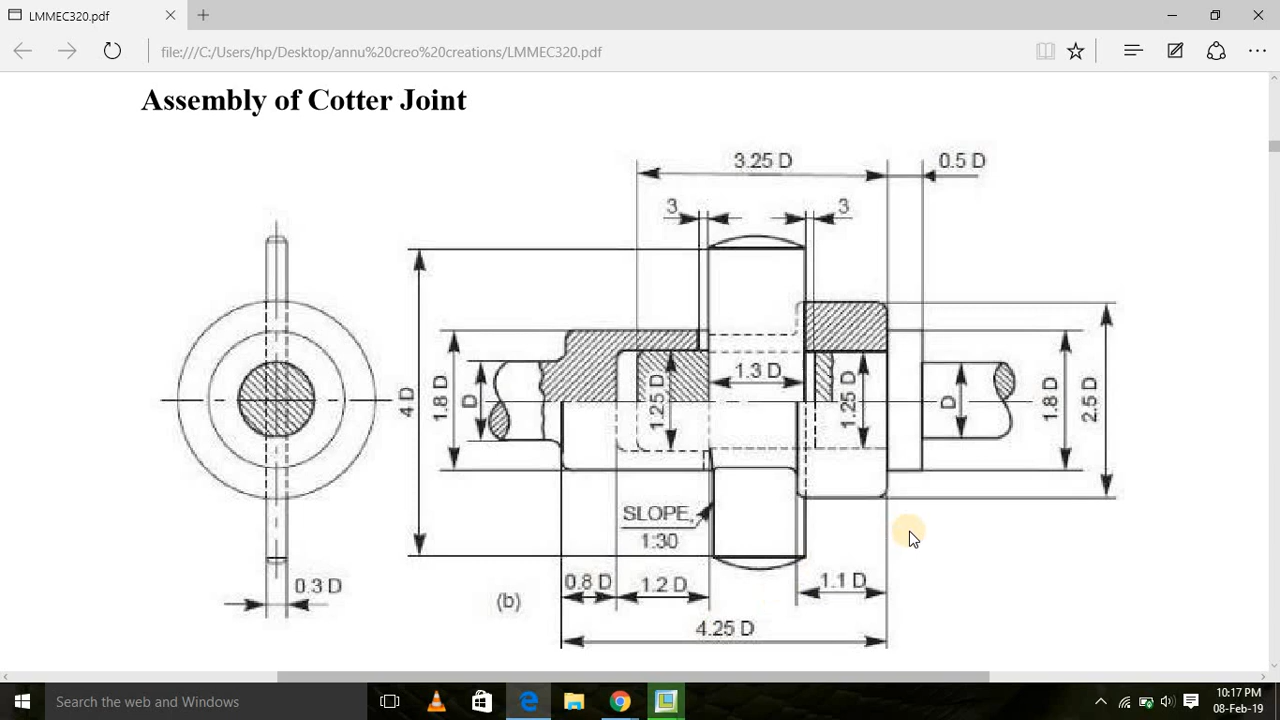 LMMEC320.pdf
file:///C:/Users/hp/Desktop/annu%20creo%20creations/LMMEC320.pdf
Assembly of Cotter Joint
3.25 D
0.5 D
3
3
4 D
1.8 D
D
1.25 D
1.3 D
1.25 D
D
1.8 D
2.5 D
SLOPE,
1:30
0.3 D
(b)
0.8 D
1.2 D
1.1 D
4.25 D
Search the web and Windows
10:17 PM
08-Feb-19